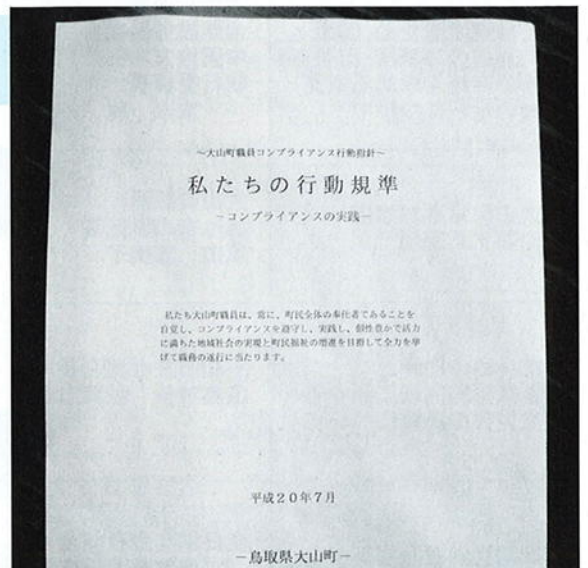 ～大山町職員コンプライアンス行動指針～
私たちの行動規準
－コンプライアンスの実践－
私たち大山町職員は、常に、町民全体の奉仕者であることを
自覚し、コンプライアンスを遵守し、実践し、個性豊かで活力
に満ちた地域社会の実現と町民福祉の増進を目指して全力を挙
げて職務の遂行に当たります。
平成２０年７月
－鳥取県大山町－